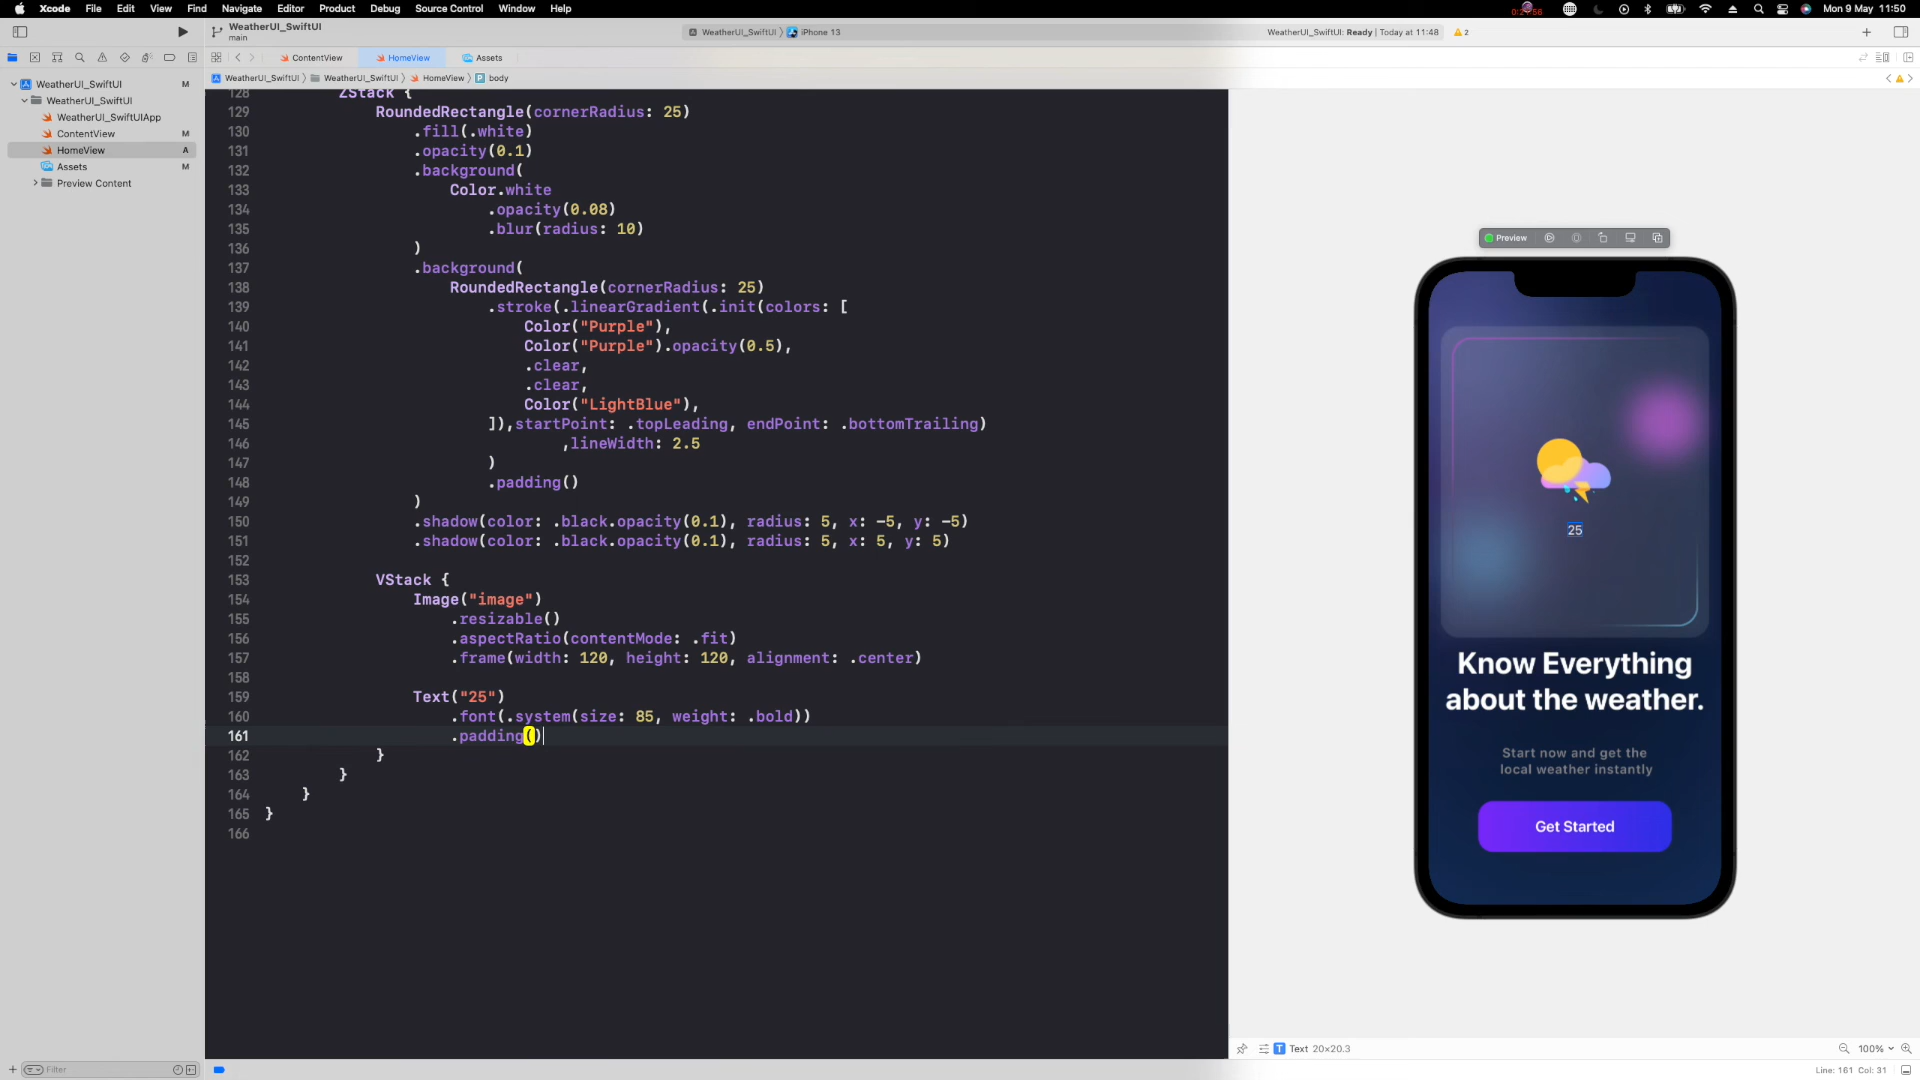 Xcode File Edit View Find Navigate Editor Product Debug Source Control Window Help
Mon 9 May 11:50
WeatherUI_SwiftUI
main
WeatherUI_SwiftUI iPhone 13
WeatherUI_SwiftUI: Ready | Today at 11:48
2
ContentView HomeView Assets
WeatherUI_SwiftUI WeatherUI_SwiftUI HomeView P body
WeatherUI_SwiftUI M
WeatherUI_SwiftUI
WeatherUI_SwiftUIApp
ContentView M
HomeView A
Assets M
Preview Content
128 ZStack {
129 RoundedRectangle(cornerRadius: 25)
130 .fill(.white)
131 .opacity(0.1)
132 .background(
133 Color.white
134 .opacity(0.08)
135 .blur(radius: 10)
136 )
137 .background(
138 RoundedRectangle(cornerRadius: 25)
139 .stroke(.linearGradient(.init(colors: [
140 Color("Purple"),
141 Color("Purple").opacity(0.5),
142 .clear,
143 .clear,
144 Color("LightBlue"),
145 ]),startPoint: .topLeading, endPoint: .bottomTrailing)
146 ,lineWidth: 2.5
147 )
148 .padding()
149 )
150 .shadow(color: .black.opacity(0.1), radius: 5, x: -5, y: -5)
151 .shadow(color: .black.opacity(0.1), radius: 5, x: 5, y: 5)
152
153 VStack {
154 Image("image")
155 .resizable()
156 .aspectRatio(contentMode: .fit)
157 .frame(width: 120, height: 120, alignment: .center)
158
159 Text("25")
160 .font(.system(size: 85, weight: .bold))
161 .padding()
162 }
163 }
164 }
165 }
166
Preview
25
Know Everything
about the weather.
Start now and get the
local weather instantly
Get Started
T Text 20×20.3
100%
Filter
Line: 161 Col: 31